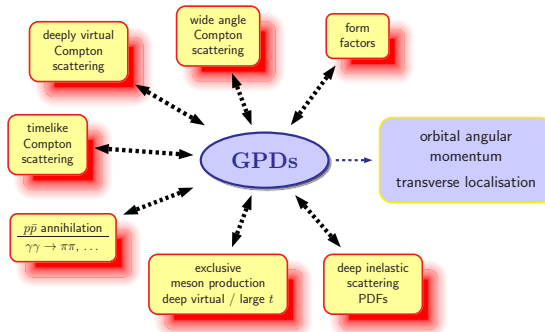 deeply virtual
Compton
scattering
wide angle
Compton
scattering
form
factors
timelike
Compton
scattering
GPDs
orbital angular
momentum
transverse localisation
pp̄ annihilation
γγ → ππ, …
exclusive
meson production
deep virtual / large t
deep inelastic
scattering
PDFs